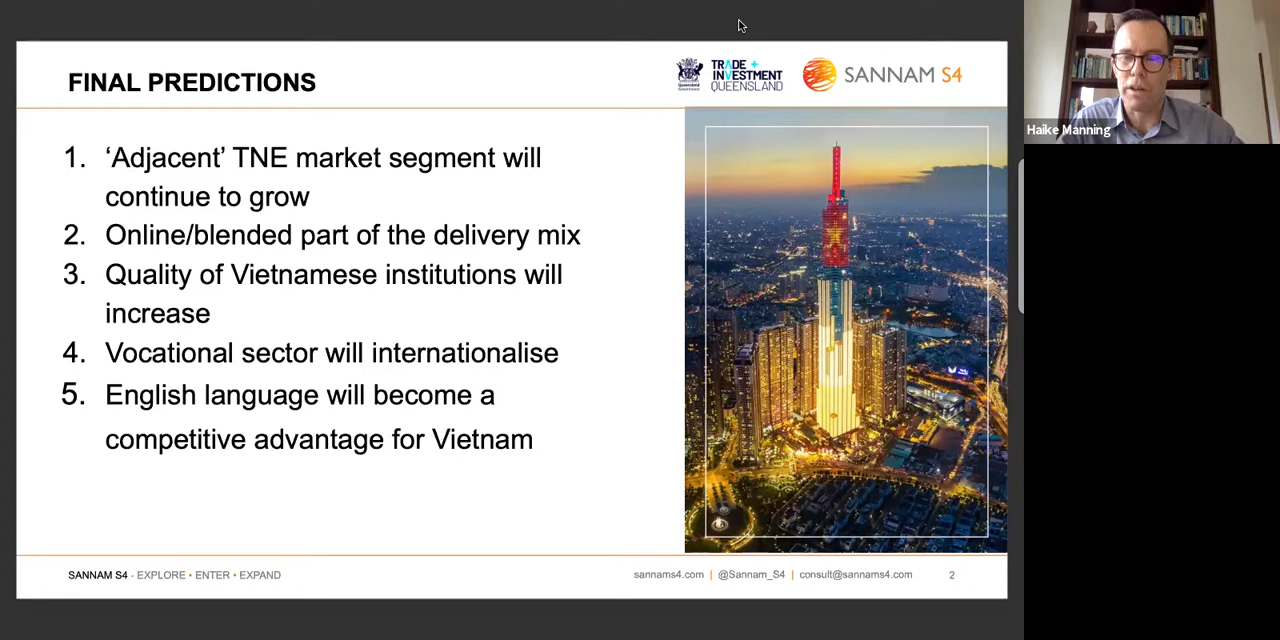 FINAL PREDICTIONS
TRADE +
INVESTMENT
QUEENSLAND
SANNAM S4
Haike Manning
1. ‘Adjacent’ TNE market segment will
continue to grow
2. Online/blended part of the delivery mix
3. Quality of Vietnamese institutions will
increase
4. Vocational sector will internationalise
5. English language will become a
competitive advantage for Vietnam
SANNAM S4 - EXPLORE • ENTER • EXPAND
sannams4.com | @Sannam_S4 | consult@sannams4.com 2